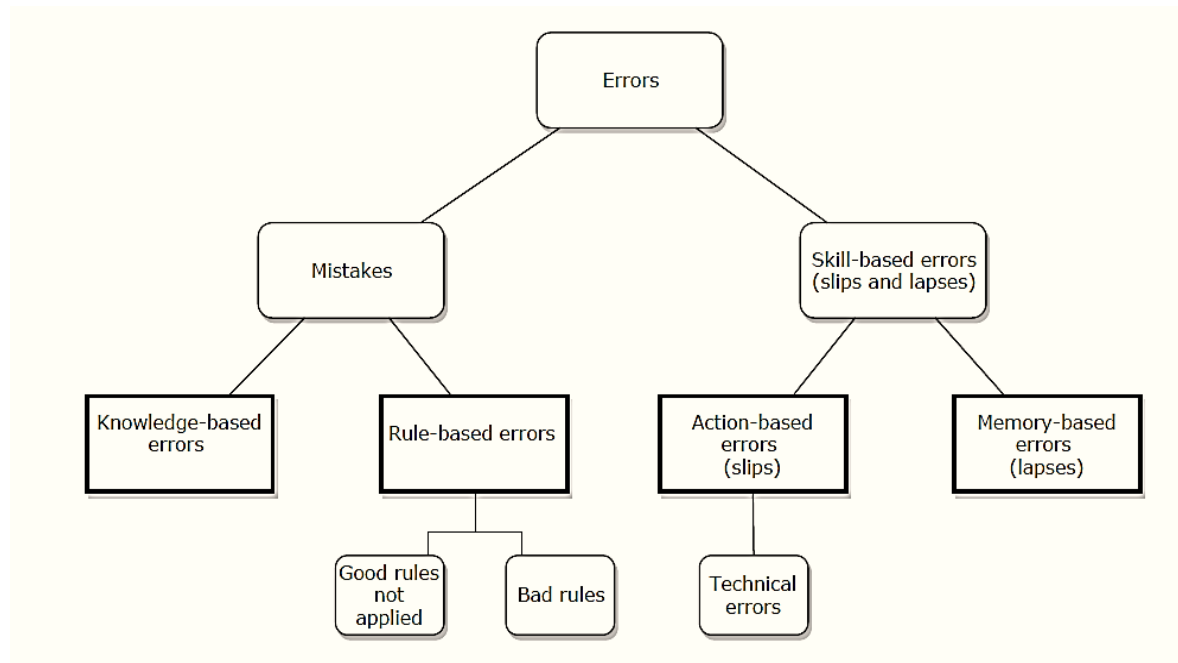 Errors
Mistakes
Skill-based errors
(slips and lapses)
Knowledge-based
errors
Rule-based errors
Action-based
errors
(slips)
Memory-based
errors
(lapses)
Good rules
not
applied
Bad rules
Technical
errors